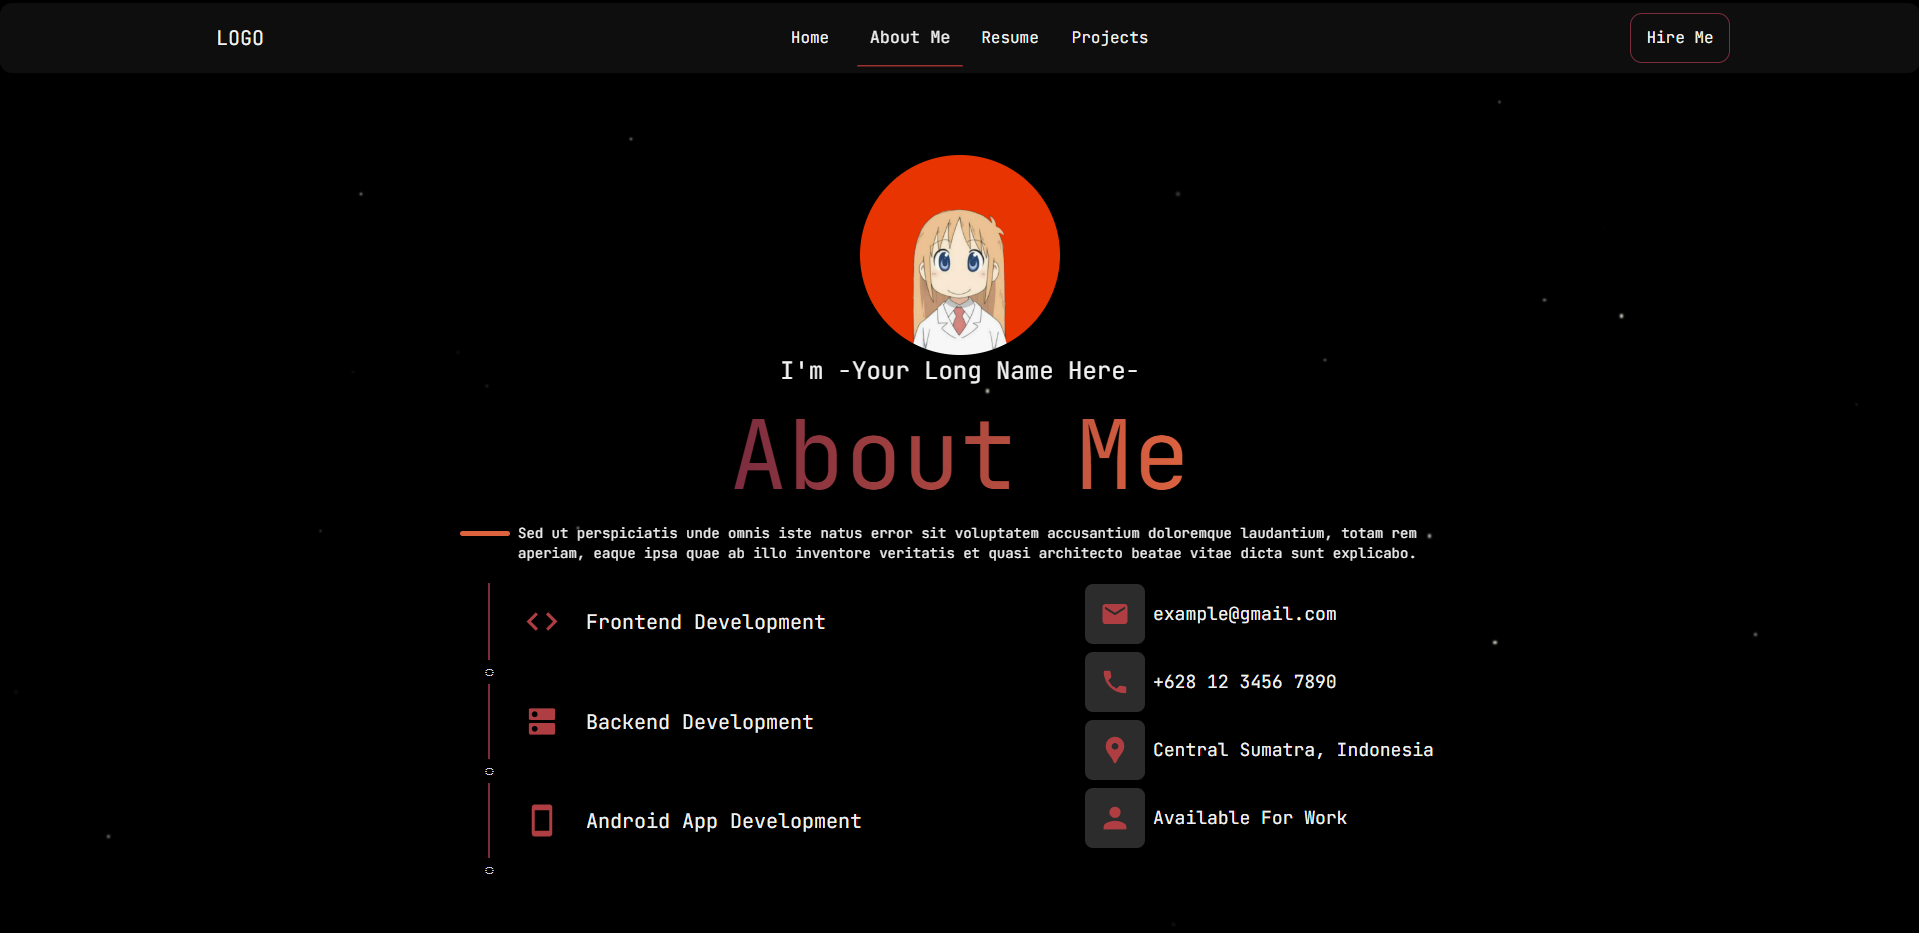 LOGO
Home
About Me
Resume
Projects
Hire Me
I'm -Your Long Name Here-
About Me
Sed ut perspiciatis unde omnis iste natus error sit voluptatem accusantium doloremque laudantium, totam rem
aperiam, eaque ipsa quae ab illo inventore veritatis et quasi architecto beatae vitae dicta sunt explicabo.
Frontend Development
Backend Development
Android App Development
example@gmail.com
+628 12 3456 7890
Central Sumatra, Indonesia
Available For Work